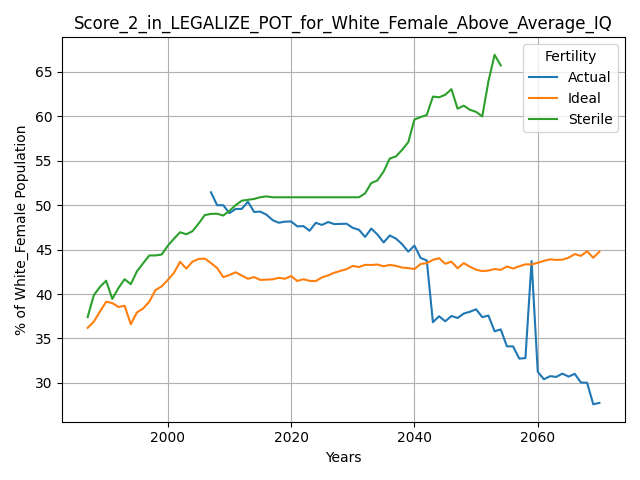 Score_2_in_LEGALIZE_POT_for_White_Female_Above_Average_IQ
Fertility
Actual
Ideal
Sterile
% of White_Female Population
65
60
55
50
45
40
35
30
2000 2020 2040 2060
Years